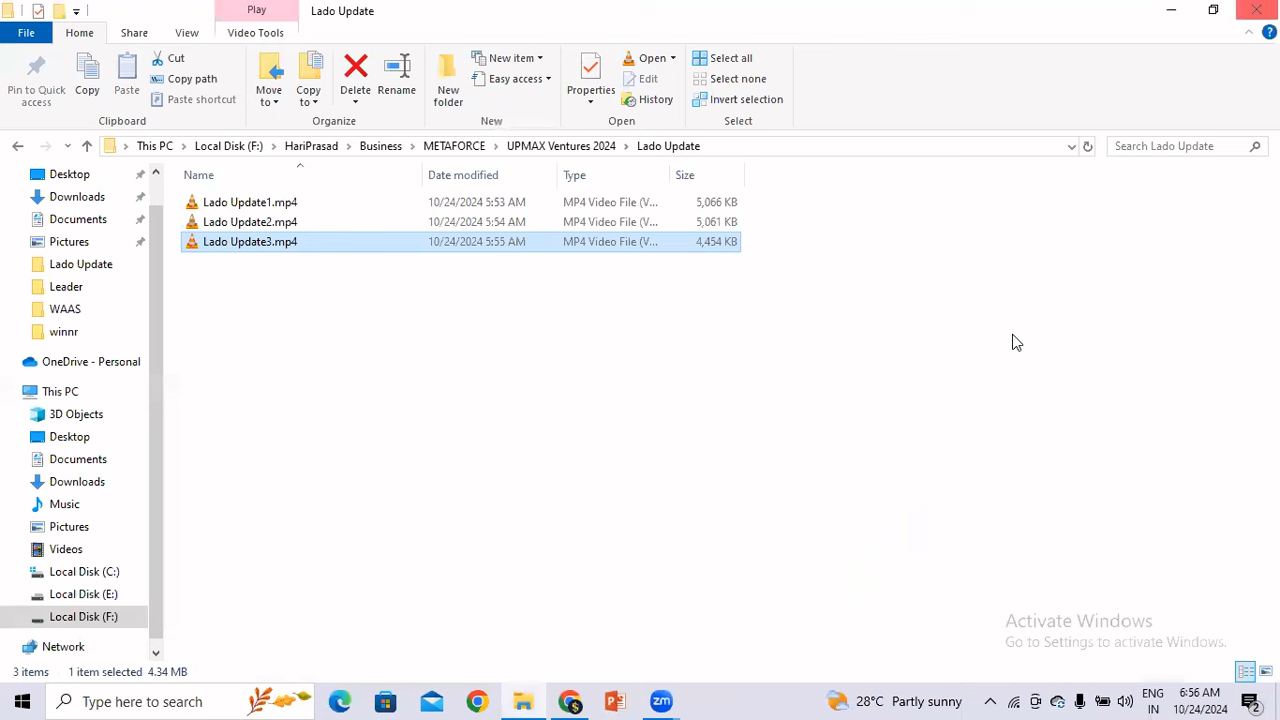 Play
Lado Update
File
Home
Share
View
Video Tools
Pin to Quick
access
Copy
Paste
Cut
Copy path
Paste shortcut
Move
to
Copy
to
Delete
Rename
New
folder
New item
Easy access
Properties
Open
Edit
History
Select all
Select none
Invert selection
Clipboard
Organize
New
Open
Select
This PC
Local Disk (F:)
HariPrasad
Business
METAFORCE
UPMAX Ventures 2024
Lado Update
Search Lado Update
Name
Date modified
Type
Size
Lado Update1.mp4 10/24/2024 5:53 AM MP4 Video File (V... 5,066 KB
Lado Update2.mp4 10/24/2024 5:54 AM MP4 Video File (V... 5,061 KB
Lado Update3.mp4 10/24/2024 5:55 AM MP4 Video File (V... 4,454 KB
Desktop
Downloads
Documents
Pictures
Lado Update
Leader
WAAS
winnr
OneDrive - Personal
This PC
3D Objects
Desktop
Documents
Downloads
Music
Pictures
Videos
Local Disk (C:)
Local Disk (E:)
Local Disk (F:)
Network
Activate Windows
Go to Settings to activate Windows.
3 items 1 item selected 4.34 MB
Type here to search
zm
28°C Partly sunny
ENG
IN
6:56 AM
10/24/2024
2